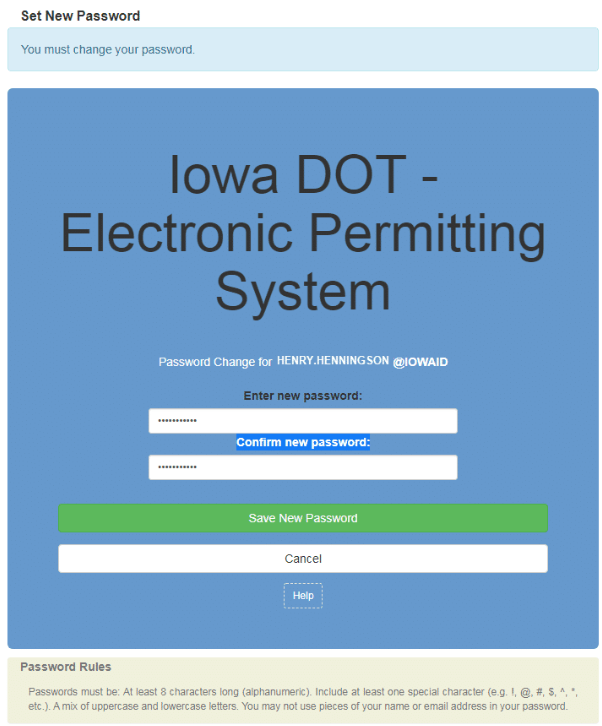 Set New Password
You must change your password.
Iowa DOT -
Electronic Permitting
System
Password Change for HENRY.HENNINGSON @IOWAID
Enter new password:
•••••••••••
Confirm new password:
•••••••••••
Save New Password
Cancel
Help
Password Rules
Passwords must be: At least 8 characters long (alphanumeric). Include at least one special character (e.g. !, @, #, $, ^, *,
etc.). A mix of uppercase and lowercase letters. You may not use pieces of your name or email address in your password.